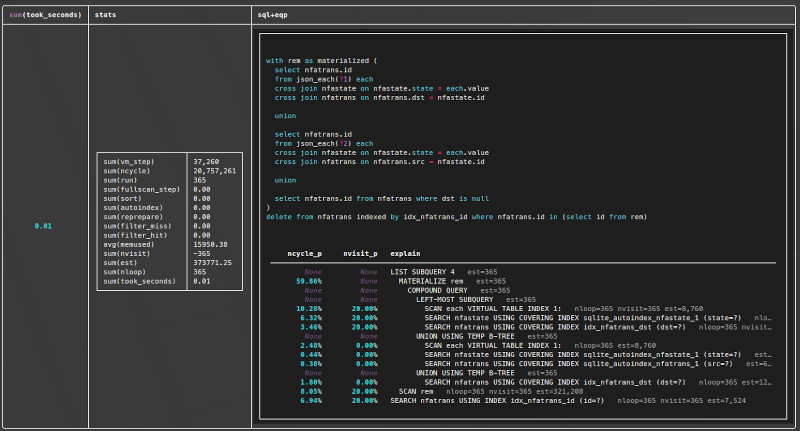 sum(took_seconds) stats sql+eqp
with rem as materialized (
select nfatrans.id
from json_each(?1) each
cross join nfastate on nfastate.state = each.value
cross join nfatrans on nfatrans.dst = nfastate.id
union
select nfatrans.id
from json_each(?2) each
cross join nfastate on nfastate.state = each.value
cross join nfatrans on nfatrans.src = nfastate.id
union
select nfatrans.id from nfatrans where dst is null
)
delete from nfatrans indexed by idx_nfatrans_id where nfatrans.id in (select id from rem)
0.01
sum(vm_step) 37,260
sum(ncycle) 20,757,261
sum(run) 365
sum(fullscan_step) 0.00
sum(sort) 0.00
sum(autoindex) 0.00
sum(reprepare) 0.00
sum(filter_miss) 0.00
sum(filter_hit) 0.00
avg(memused) 15950.38
sum(nvisit) -365
sum(est) 373771.25
sum(nloop) 365
sum(took_seconds) 0.01
ncycle_p nvisit_p explain
None None LIST SUBQUERY 4 est=365
59.86% None MATERIALIZE rem est=365
None None COMPOUND QUERY est=365
None None LEFT-MOST SUBQUERY est=365
10.28% 20.00% SCAN each VIRTUAL TABLE INDEX 1: nloop=365 nvisit=365 est=8,760
6.32% 20.00% SEARCH nfastate USING COVERING INDEX sqlite_autoindex_nfastate_1 (state=?) nlo…
3.46% 20.00% SEARCH nfatrans USING COVERING INDEX idx_nfatrans_dst (dst=?) nloop=365 nvisit…
None None UNION USING TEMP B-TREE est=365
2.48% 0.00% SCAN each VIRTUAL TABLE INDEX 1: nloop=365 est=8,760
0.44% 0.00% SEARCH nfastate USING COVERING INDEX sqlite_autoindex_nfastate_1 (state=?) est…
0.38% 0.00% SEARCH nfatrans USING COVERING INDEX sqlite_autoindex_nfatrans_1 (src=?) est=6…
None None UNION USING TEMP B-TREE est=365
1.80% 0.00% SEARCH nfatrans USING COVERING INDEX idx_nfatrans_dst (dst=?) nloop=365 est=12…
8.05% 20.00% SCAN rem nloop=365 nvisit=365 est=321,200
6.94% 20.00% SEARCH nfatrans USING INDEX idx_nfatrans_id (id=?) nloop=365 nvisit=365 est=7,524